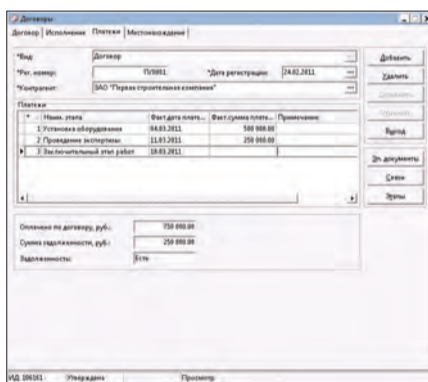 Договоры
Договор Исполнение Платежи Местонахождение
*Вид: Договор
*Рег. номер: *Дата регистрации: 24.02.2011
*Контрагент: ЗАО "Первая строительная компания"
Платежи
* Наим. этапа Факт.дата плате... Факт.сумма плате... Примечание
1 Установка оборудования 04.03.2011 500 000.00
2 Проведение экспертизы 11.03.2011 250 000.00
3 Заключительный этап работ 18.03.2011
Оплачено по договору, руб.: 750 000.00
Сумма задолженности, руб.: 250 000.00
Задолженность: Есть
Добавить
Удалить
Сохранить
Отменить
Выход
Эл. документы
Связи
Этапы
ИД: 106161 Утверждена Просмотр